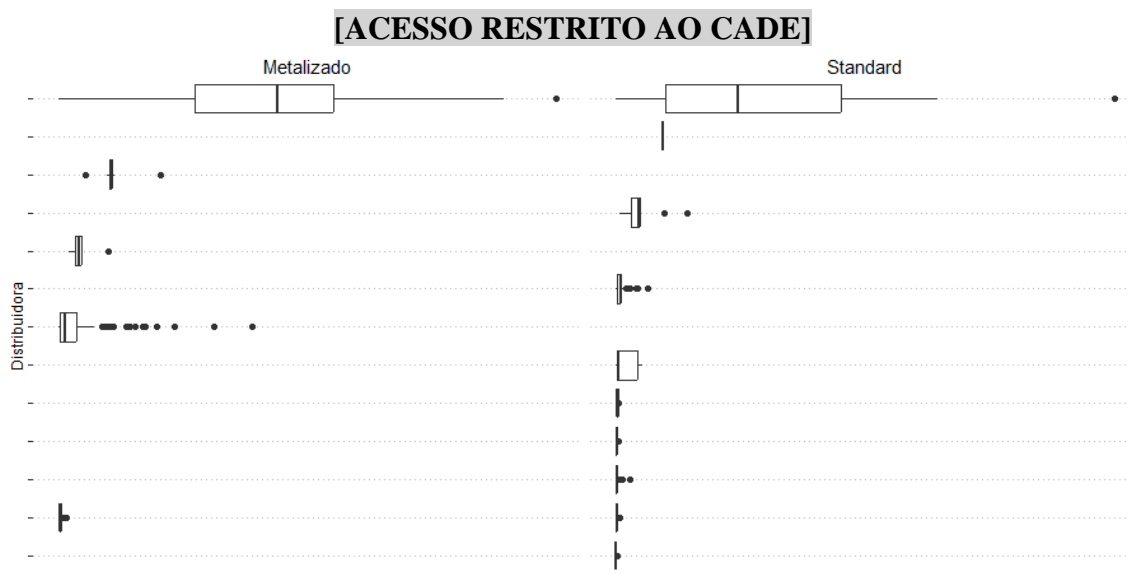 [ACESSO RESTRITO AO CADE]
Metalizado
Standard
Distribuidora